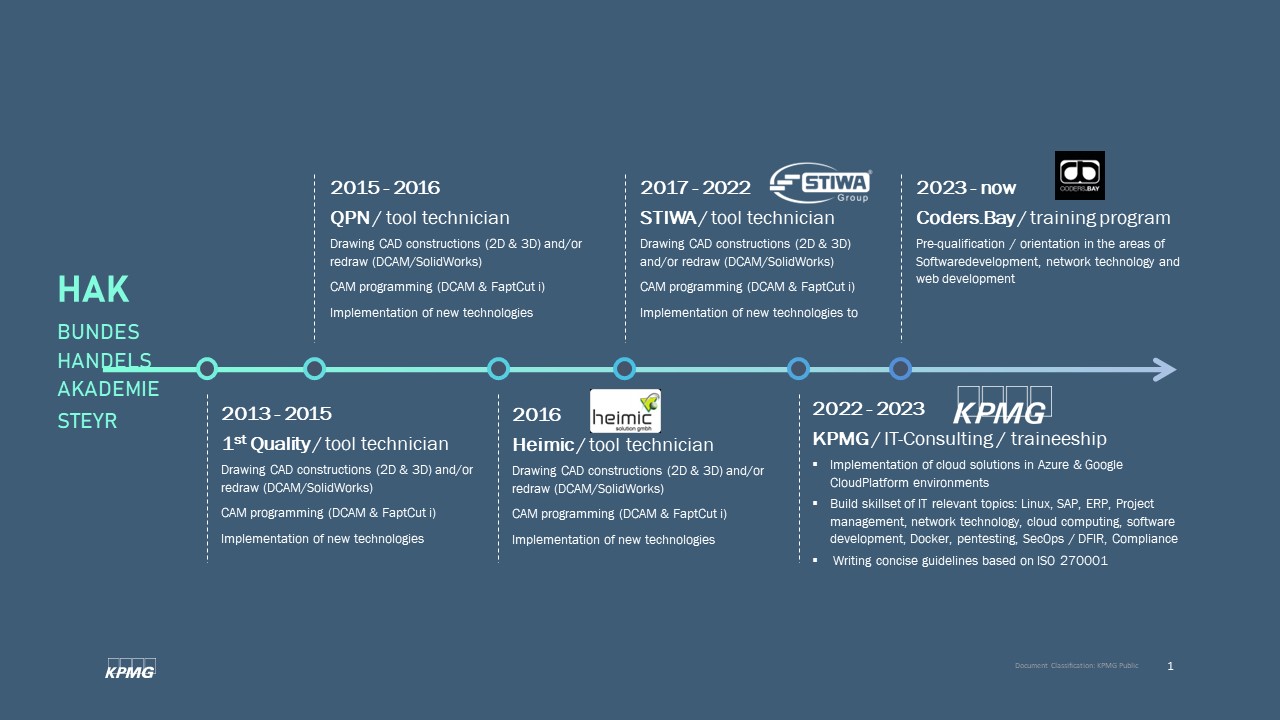 HAK
BUNDES
HANDELS
AKADEMIE
STEYR
2013 - 2015
1st Quality / tool technician
Drawing CAD constructions (2D & 3D) and/or
redraw (DCAM/SolidWorks)
CAM programming (DCAM & FaptCut i)
Implementation of new technologies
2015 - 2016
QPN / tool technician
Drawing CAD constructions (2D & 3D) and/or
redraw (DCAM/SolidWorks)
CAM programming (DCAM & FaptCut i)
Implementation of new technologies
2016
heimic
solution gmbh
Heimic / tool technician
Drawing CAD constructions (2D & 3D) and/or
redraw (DCAM/SolidWorks)
CAM programming (DCAM & FaptCut i)
Implementation of new technologies
2017 - 2022
STIWA
Group
STIWA / tool technician
Drawing CAD constructions (2D & 3D)
and/or redraw (DCAM/SolidWorks)
CAM programming (DCAM & FaptCut i)
Implementation of new technologies to
2022 - 2023
KPMG
KPMG / IT-Consulting / traineeship
▪ Implementation of cloud solutions in Azure & Google
CloudPlatform environments
▪ Build skillset of IT relevant topics: Linux, SAP, ERP, Project
management, network technology, cloud computing, software
development, Docker, pentesting, SecOps / DFIR, Compliance
▪ Writing concise guidelines based on ISO 270001
2023 - now
CODERS.BAY
Coders.Bay / training program
Pre-qualification / orientation in the areas of
Softwaredevelopment, network technology and
web development
KPMG
Document Classification: KPMG Public
1